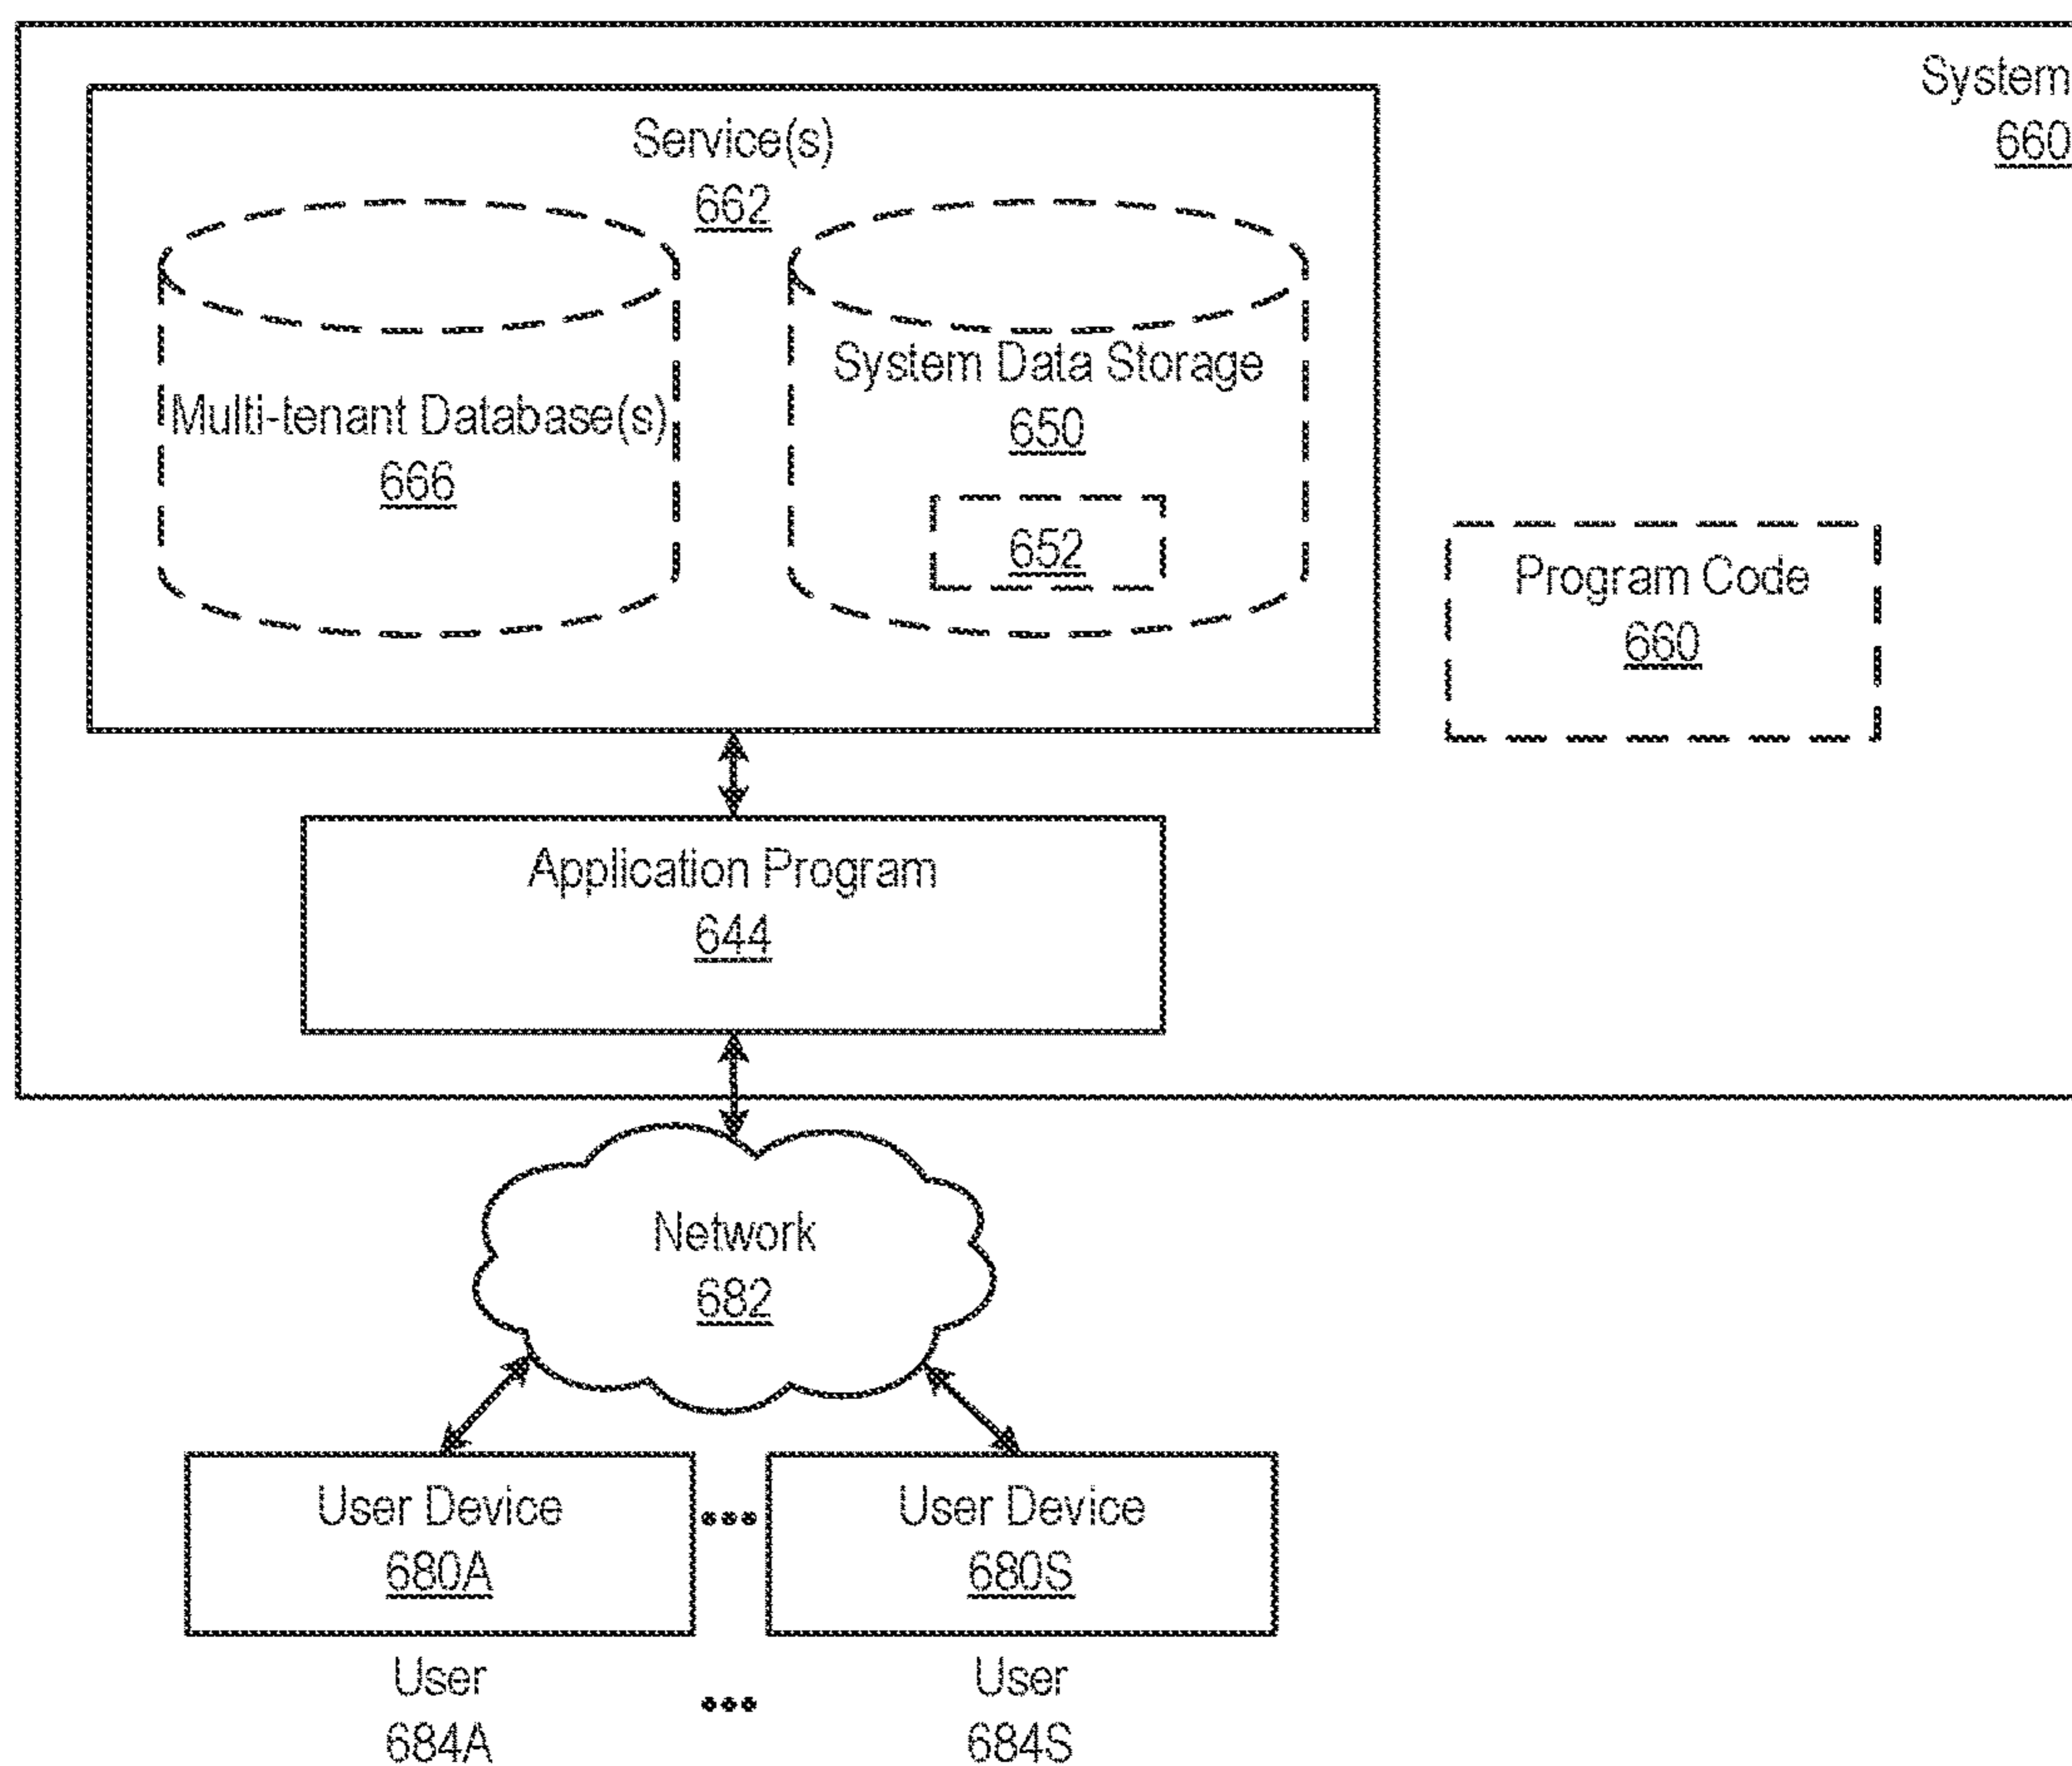 System
660
Service(s)
662
Multi-tenant Database(s)
666
System Data Storage
650
652
Program Code
660
Application Program
644
Network
682
User Device
680A
•••
User Device
680S
User
684A
•••
User
684S